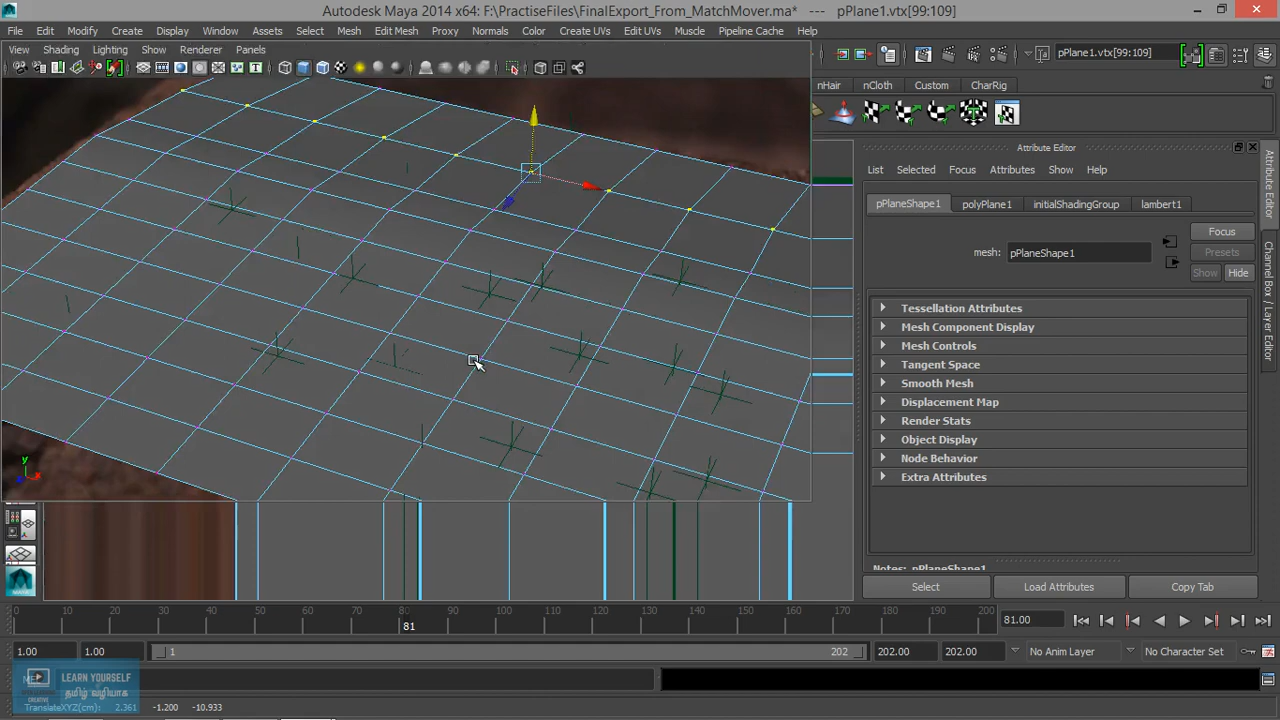 Autodesk Maya 2014 x64: F:\PractiseFiles\FinalExport_From_MatchMover.ma* --- pPlane1.vtx[99:109]
File Edit Modify Create Display Window Assets Select Mesh Edit Mesh Proxy Normals Color Create UVs Edit UVs Muscle Pipeline Cache Help
View Shading Lighting Show Renderer Panels
pPlane1.vtx[99:109]
nHair nCloth Custom CharRig
Attribute Editor
List Selected Focus Attributes Show Help
pPlaneShape1 polyPlane1 initialShadingGroup lambert1
Focus
mesh: pPlaneShape1
Presets
Show Hide
Tessellation Attributes
Mesh Component Display
Mesh Controls
Tangent Space
Smooth Mesh
Displacement Map
Render Stats
Object Display
Node Behavior
Extra Attributes
Notes: pPlaneShape1
Select Load Attributes Copy Tab
Attribute Editor
Channel Box / Layer Editor
y
0 10 20 30 40 50 60 70 80 90 100 110 120 130 140 150 160 170 180 190 200
81
81.00
1.00 1.00 1 202 202.00 202.00 No Anim Layer No Character Set
LEARN YOURSELF
தமிழ் வழியாக
CREATIVE
TranslateXYZ(cm): 2.361 -1.200 -10.933